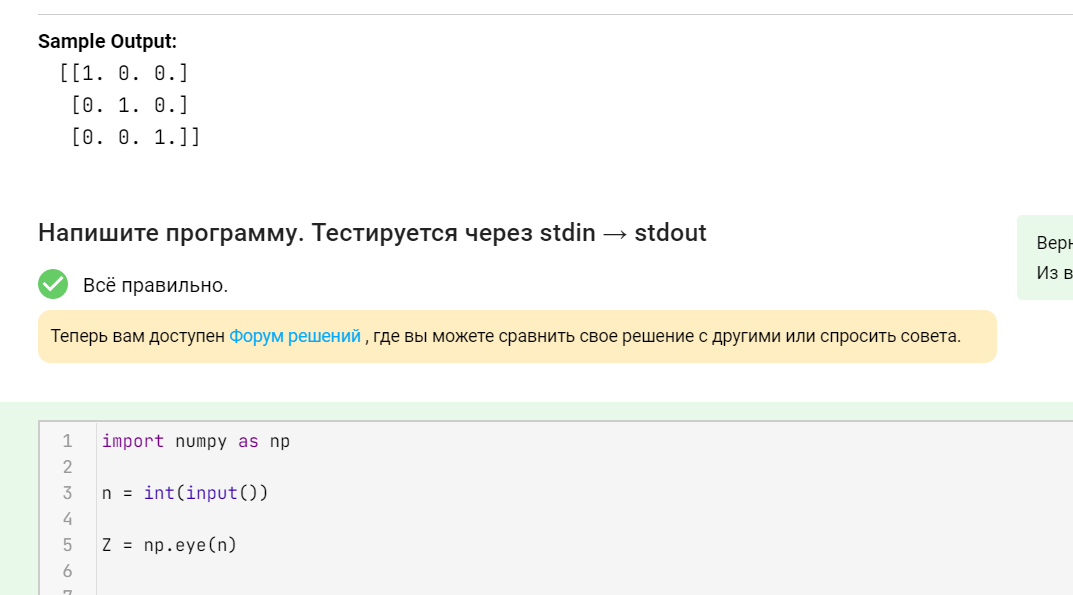 Sample Output:
[[1. 0. 0.]
[0. 1. 0.]
[0. 0. 1.]]
Напишите программу. Тестируется через stdin → stdout
Всё правильно.
Теперь вам доступен Форум решений , где вы можете сравнить свое решение с другими или спросить совета.
Из в
1 import numpy as np
2
3 n = int(input())
4
5 Z = np.eye(n)
6